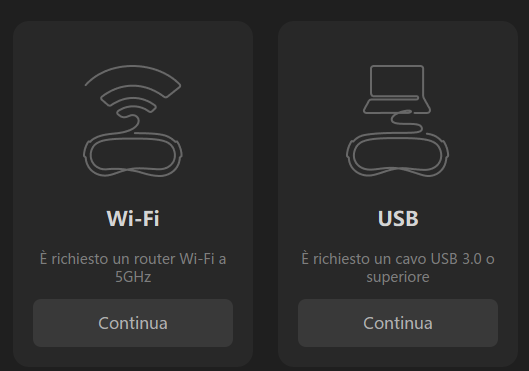 Wi-Fi
È richiesto un router Wi-Fi a
5GHz
Continua
USB
È richiesto un cavo USB 3.0 o
superiore
Continua